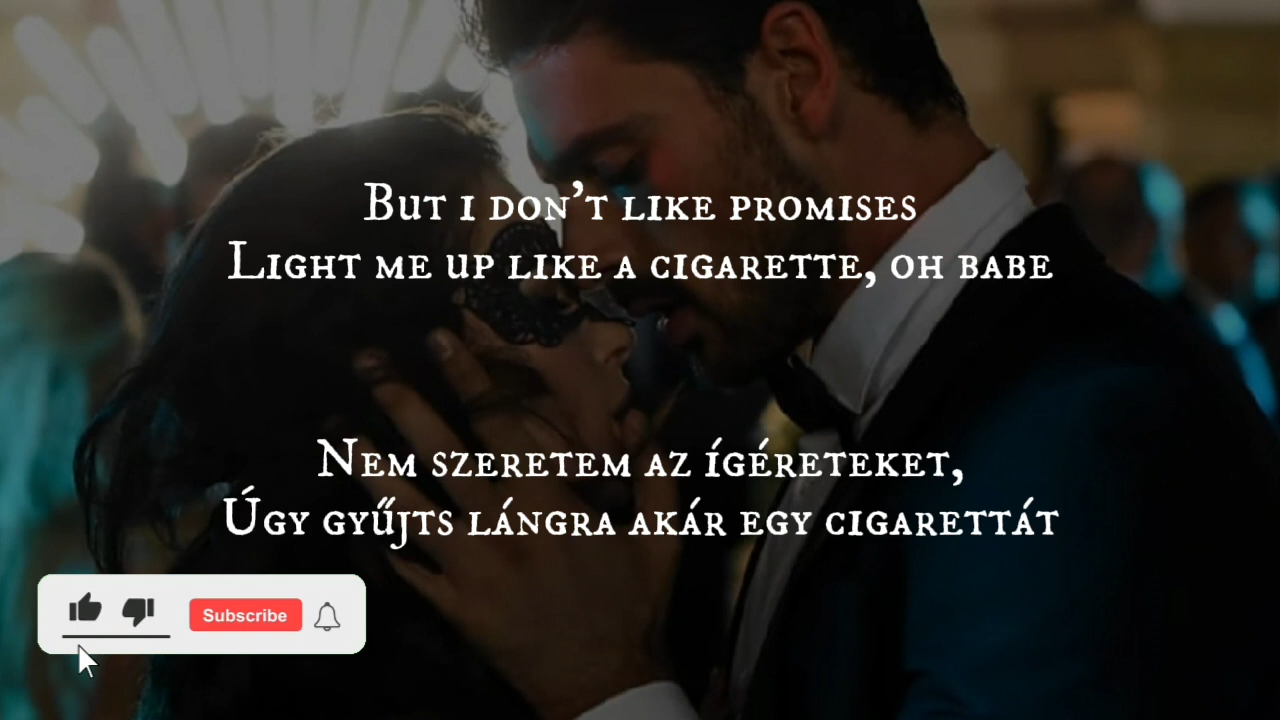 But i don't like promises
Light me up like a cigarette, oh babe
Nem szeretem az ígéreteket,
Úgy gyűjts lángra akár egy cigarettát
Subscribe